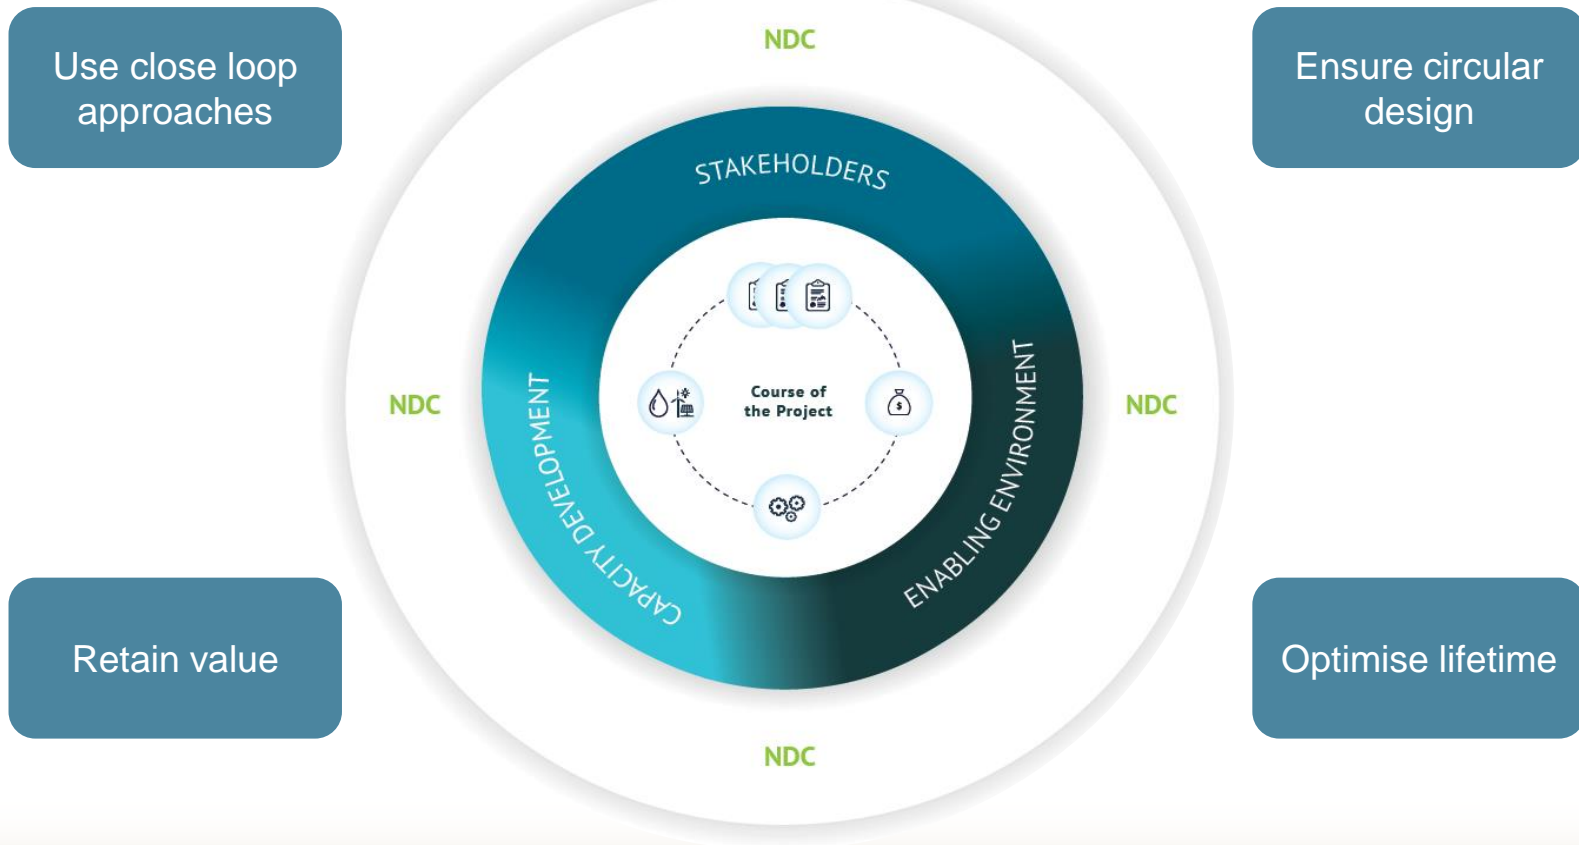 Use close loop
approaches
NDC
Ensure circular
design
STAKEHOLDERS
NDC
CAPACITY DEVELOPMENT
Course of
the Project
$
ENABLING ENVIRONMENT
NDC
Retain value
Optimise lifetime
NDC